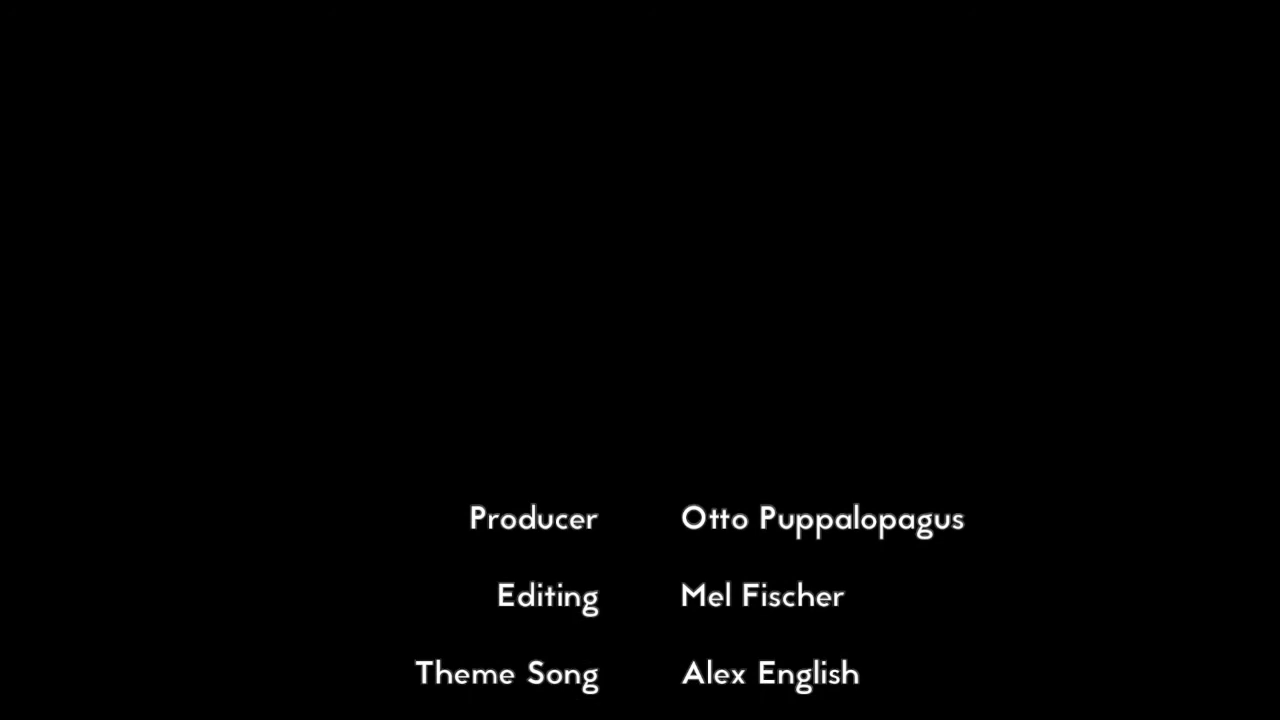 Producer Otto Puppalopagus
Editing Mel Fischer
Theme Song Alex English